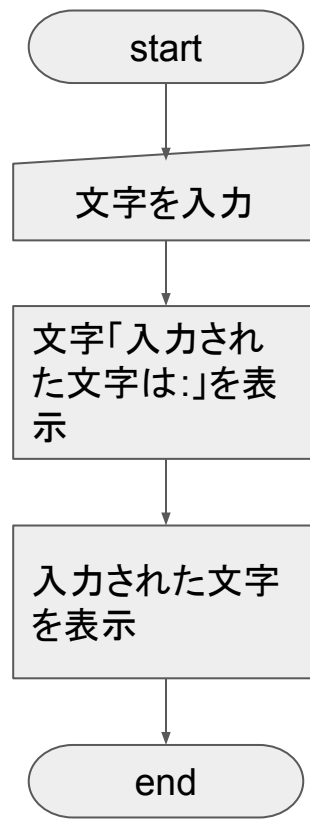 start
文字を入力
文字「入力され
た文字は:」を表
示
入力された文字
を表示
end